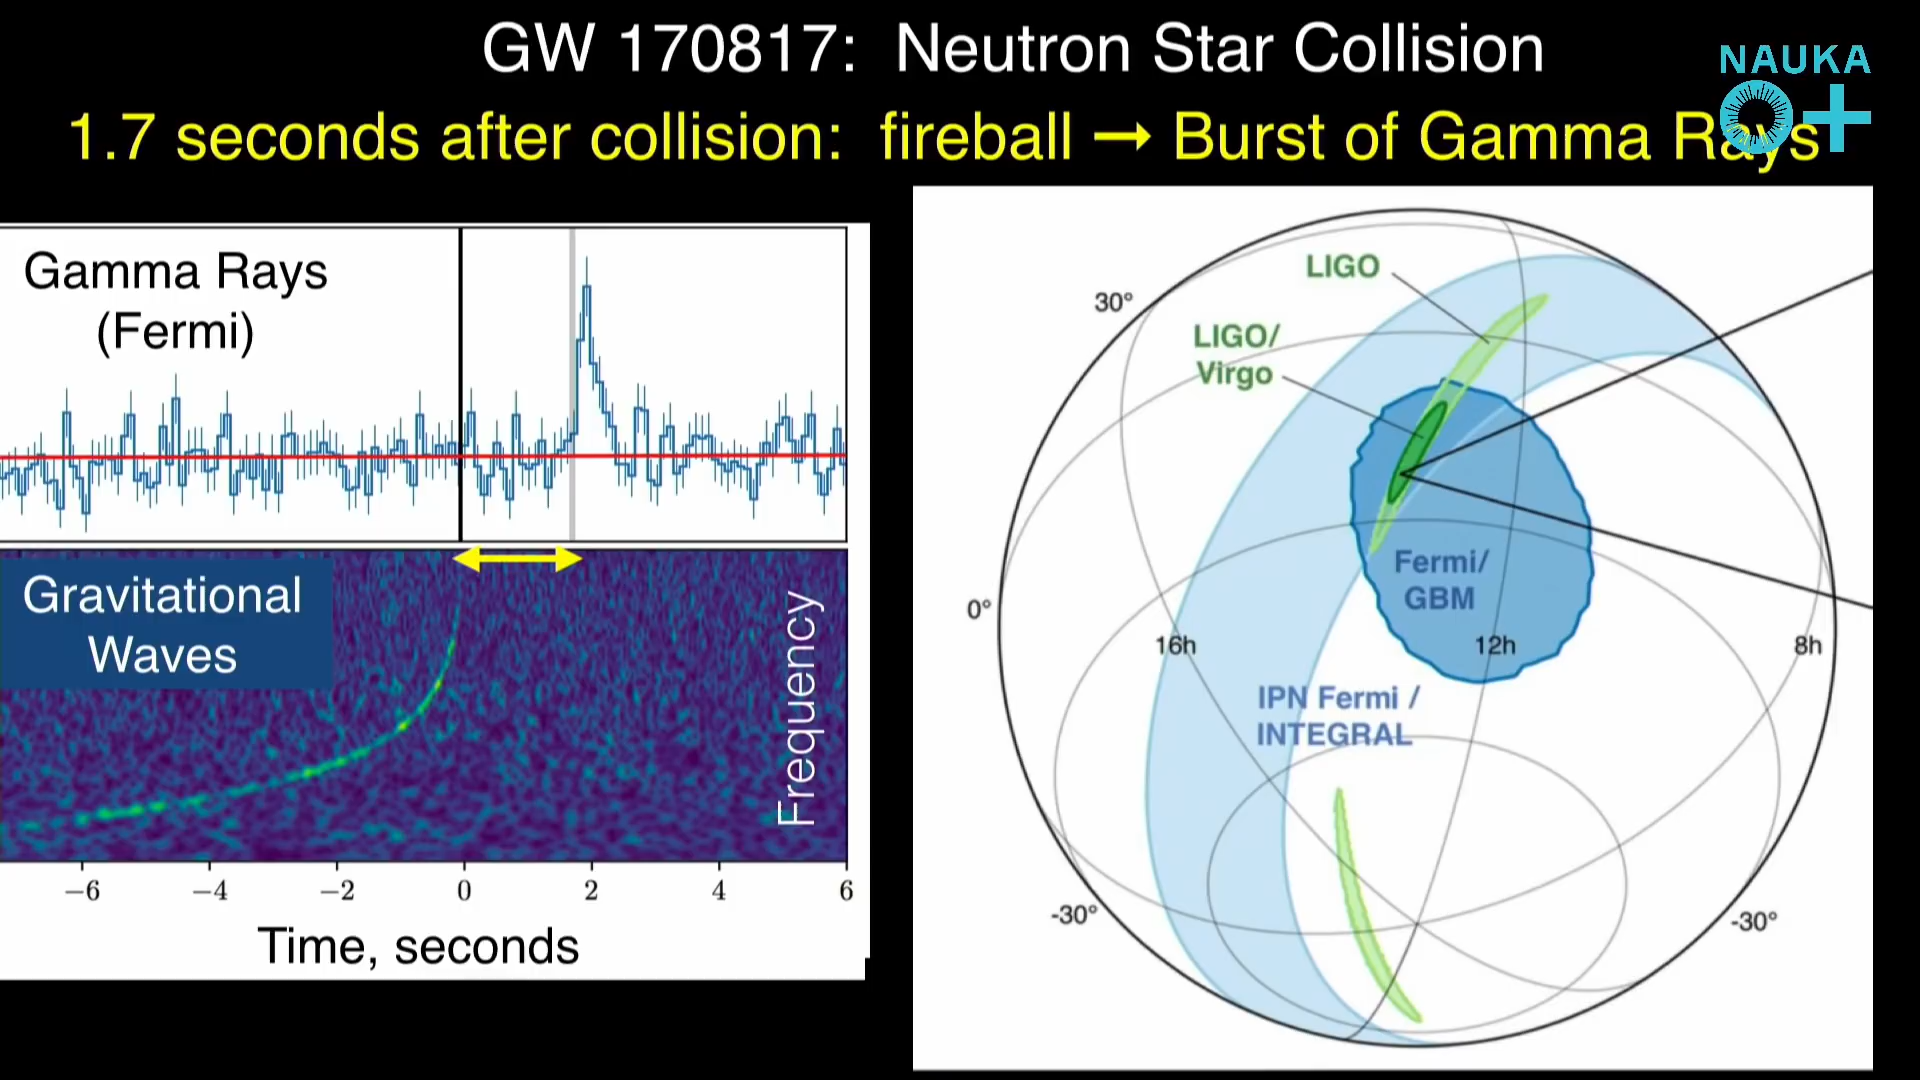 GW 170817: Neutron Star Collision
NAUKA
0+
1.7 seconds after collision: fireball → Burst of Gamma Rays
Gamma Rays
(Fermi)
Gravitational
Waves
Frequency
−6 −4 −2 0 2 4 6
Time, seconds
LIGO
30°
LIGO/
Virgo
Fermi/
GBM
0°
16h 12h 8h
IPN Fermi /
INTEGRAL
-30° -30°